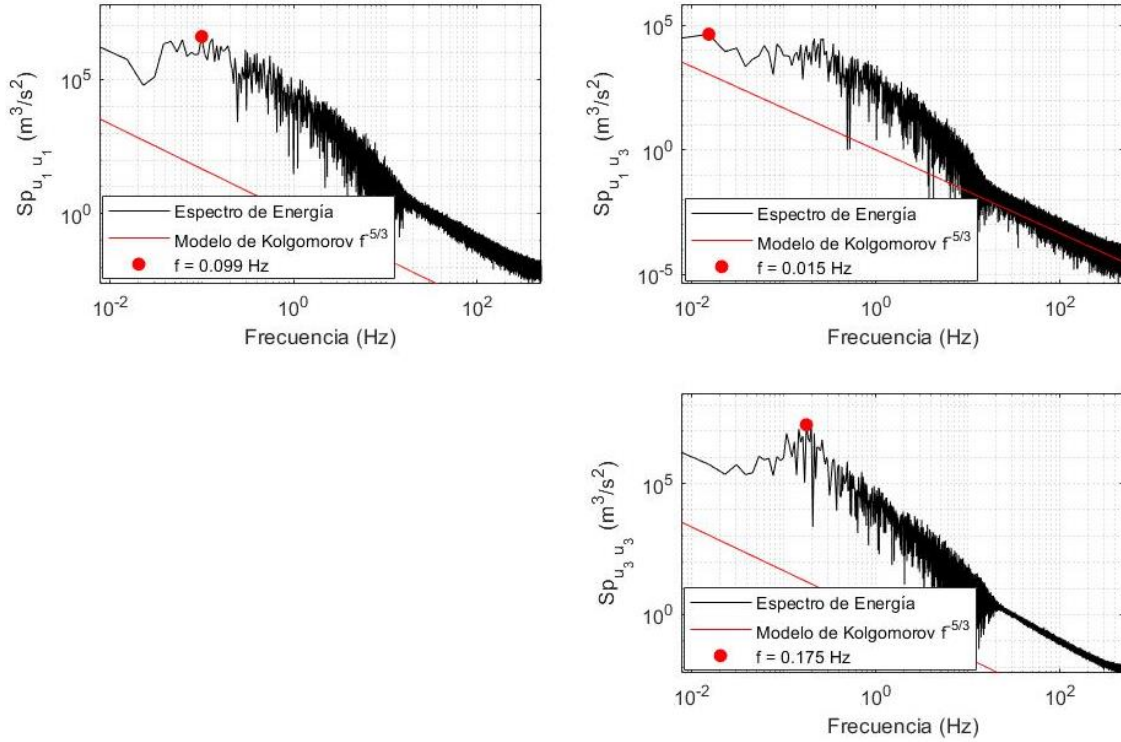 Sp_{u_1 u_1} (m^3/s^2)
10^5
10^0
Espectro de Energía
Modelo de Kolgomorov f^{-5/3}
f = 0.099 Hz
10^{-2} 10^0 10^2
Frecuencia (Hz)
Sp_{u_1 u_3} (m^3/s^2)
10^5
10^0
10^{-5}
Espectro de Energía
Modelo de Kolgomorov f^{-5/3}
f = 0.015 Hz
10^{-2} 10^0 10^2
Frecuencia (Hz)
Sp_{u_3 u_3} (m^3/s^2)
10^5
10^0
Espectro de Energía
Modelo de Kolgomorov f^{-5/3}
f = 0.175 Hz
10^{-2} 10^0 10^2
Frecuencia (Hz)